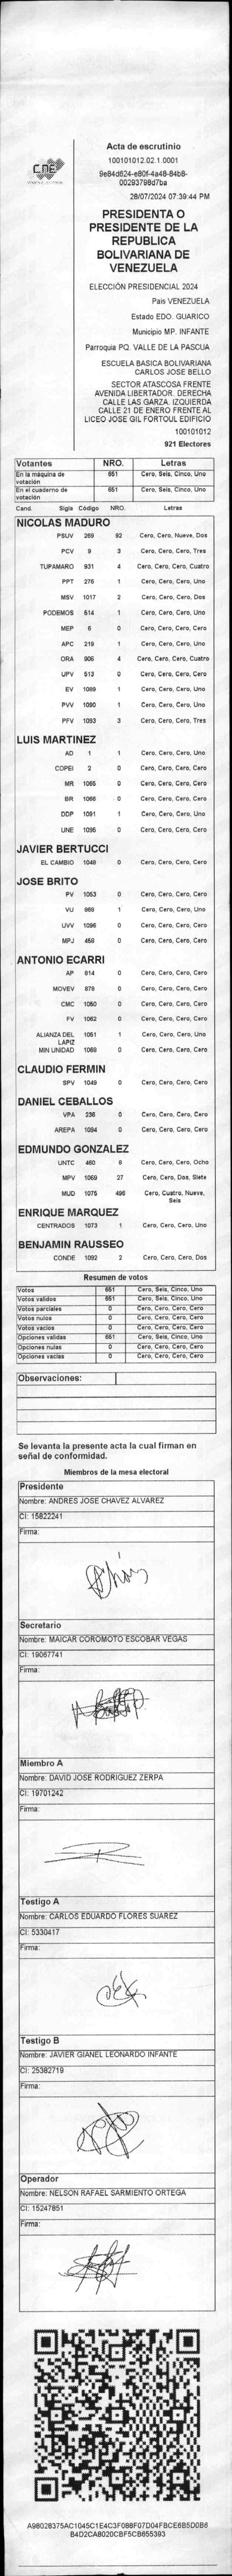 CNE
Acta de escrutinio
100101012.02.1.0001
9e84d624-e80f-4a48-84b8-
00293798d7ba
28/07/2024 07:39:44 PM
PRESIDENTA O
PRESIDENTE DE LA
REPUBLICA
BOLIVARIANA DE
VENEZUELA
ELECCIÓN PRESIDENCIAL 2024
Pais VENEZUELA
Estado EDO. GUARICO
Municipio MP. INFANTE
Parroquia PQ. VALLE DE LA PASCUA
ESCUELA BASICA BOLIVARIANA
CARLOS JOSE BELLO
SECTOR ATASCOSA FRENTE
AVENIDA LIBERTADOR. DERECHA
CALLE LAS GARZA. IZQUIERDA
CALLE 21 DE ENERO FRENTE AL
LICEO JOSE GIL FORTOUL EDIFICIO
100101012
921 Electores
Votantes NRO. Letras
En la máquina de votación 651 Cero, Seis, Cinco, Uno
En el cuaderno de votación 651 Cero, Seis, Cinco, Uno
Cand. Sigla Código NRO. Letras
NICOLAS MADURO
PSUV 269 92 Cero, Cero, Nueve, Dos
PCV 9 3 Cero, Cero, Cero, Tres
TUPAMARO 931 4 Cero, Cero, Cero, Cuatro
PPT 276 1 Cero, Cero, Cero, Uno
MSV 1017 2 Cero, Cero, Cero, Dos
PODEMOS 514 1 Cero, Cero, Cero, Uno
MEP 6 0 Cero, Cero, Cero, Cero
APC 219 1 Cero, Cero, Cero, Uno
ORA 906 4 Cero, Cero, Cero, Cuatro
UPV 513 0 Cero, Cero, Cero, Cero
EV 1089 1 Cero, Cero, Cero, Uno
PVV 1090 1 Cero, Cero, Cero, Uno
PFV 1093 3 Cero, Cero, Cero, Tres
LUIS MARTINEZ
AD 1 1 Cero, Cero, Cero, Uno
COPEI 2 0 Cero, Cero, Cero, Cero
MR 1065 0 Cero, Cero, Cero, Cero
BR 1066 0 Cero, Cero, Cero, Cero
DDP 1091 1 Cero, Cero, Cero, Uno
UNE 1095 0 Cero, Cero, Cero, Cero
JAVIER BERTUCCI
EL CAMBIO 1048 0 Cero, Cero, Cero, Cero
JOSE BRITO
PV 1053 0 Cero, Cero, Cero, Cero
VU 969 1 Cero, Cero, Cero, Uno
UVV 1096 0 Cero, Cero, Cero, Cero
MPJ 458 0 Cero, Cero, Cero, Cero
ANTONIO ECARRI
AP 814 0 Cero, Cero, Cero, Cero
MOVEV 878 0 Cero, Cero, Cero, Cero
CMC 1050 0 Cero, Cero, Cero, Cero
FV 1062 0 Cero, Cero, Cero, Cero
ALIANZA DEL LAPIZ 1051 1 Cero, Cero, Cero, Uno
MIN UNIDAD 1069 0 Cero, Cero, Cero, Cero
CLAUDIO FERMIN
SPV 1049 0 Cero, Cero, Cero, Cero
DANIEL CEBALLOS
VPA 236 0 Cero, Cero, Cero, Cero
AREPA 1094 0 Cero, Cero, Cero, Cero
EDMUNDO GONZALEZ
UNTC 460 8 Cero, Cero, Cero, Ocho
MPV 1059 27 Cero, Cero, Dos, Siete
MUD 1075 496 Cero, Cuatro, Nueve, Seis
ENRIQUE MARQUEZ
CENTRADOS 1073 1 Cero, Cero, Cero, Uno
BENJAMIN RAUSSEO
CONDE 1092 2 Cero, Cero, Cero, Dos
Resumen de votos
Votos 651 Cero, Seis, Cinco, Uno
Votos validos 651 Cero, Seis, Cinco, Uno
Votos parciales 0 Cero, Cero, Cero, Cero
Votos nulos 0 Cero, Cero, Cero, Cero
Votos vacios 0 Cero, Cero, Cero, Cero
Opciones validas 651 Cero, Seis, Cinco, Uno
Opciones nulas 0 Cero, Cero, Cero, Cero
Opciones vacias 0 Cero, Cero, Cero, Cero
Observaciones:
Se levanta la presente acta la cual firman en
señal de conformidad.
Miembros de la mesa electoral
Presidente
Nombre: ANDRES JOSE CHAVEZ ALVAREZ
CI: 15822241
Firma:
Secretario
Nombre: MAICAR COROMOTO ESCOBAR VEGAS
CI: 19067741
Firma:
Miembro A
Nombre: DAVID JOSE RODRIGUEZ ZERPA
CI: 19701242
Firma:
Testigo A
Nombre: CARLOS EDUARDO FLORES SUAREZ
CI: 5330417
Firma:
Testigo B
Nombre: JAVIER GIANEL LEONARDO INFANTE
CI: 25382719
Firma:
Operador
Nombre: NELSON RAFAEL SARMIENTO ORTEGA
CI: 15247851
Firma:
A98028375AC1045C1E4C3F088F07D04FBCE6B5D0B6
B4D2CA8020CBF5CB655393